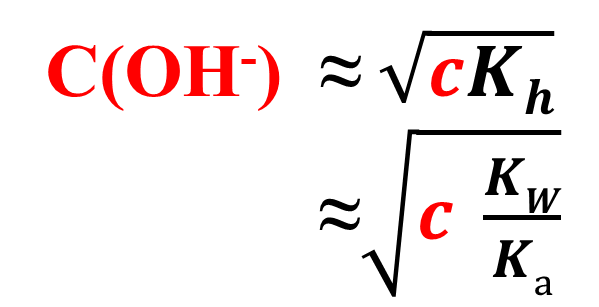 C(OH⁻) ≈ √(cK_h)
≈ √(c K_W/K_a)